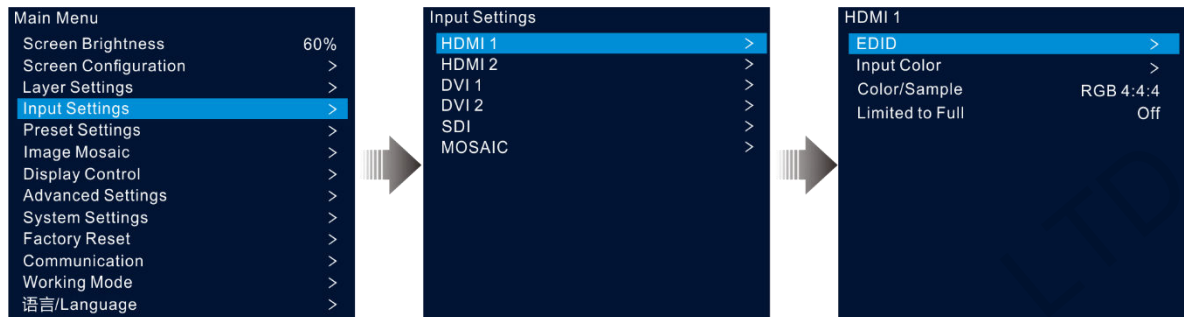 Main Menu
Screen Brightness 60%
Screen Configuration >
Layer Settings >
Input Settings >
Preset Settings >
Image Mosaic >
Display Control >
Advanced Settings >
System Settings >
Factory Reset >
Communication >
Working Mode >
语言/Language >
Input Settings
HDMI 1 >
HDMI 2 >
DVI 1 >
DVI 2 >
SDI >
MOSAIC >
HDMI 1
EDID >
Input Color >
Color/Sample RGB 4:4:4
Limited to Full Off
LTD